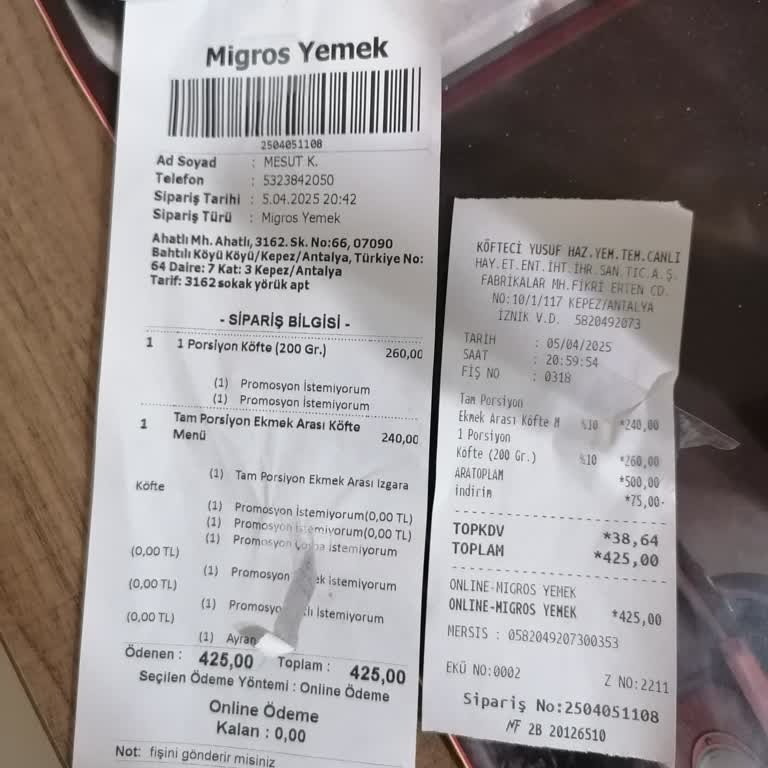 Migros Yemek
2504051108
Ad Soyad : MESUT K.
Telefon : 5323842050
Sipariş Tarihi : 5.04.2025 20:42
Sipariş Türü : Migros Yemek
Ahatlı Mh. Ahatlı, 3162.Sk. No:66, 07090
Bahtılı Köyü Köyü/Kepez/Antalya, Türkiye No:
64 Daire: 7 Kat: 3 Kepez/Antalya
Tarif: 3162 sokak yörük apt
- SİPARİŞ BİLGİSİ -
1 1 Porsiyon Köfte (200 Gr.) 260,00
(1) Promosyon İstemiyorum
(1) Promosyon İstemiyorum
1 Tam Porsiyon Ekmek Arası Köfte
Menü 240,00
(1) Tam Porsiyon Ekmek Arası Izgara
Köfte
(1) Promosyon İstemiyorum(0,00 TL)
(1) Promosyon İstemiyorum(0,00 TL)
(1) Promosyon İstemiyorum
(0,00 TL)
(1) Promosyon İstemiyorum
(0,00 TL)
(1) İstemiyorum
(0,00 TL)
(1) Ayran
Ödenen : 425,00 Toplam : 425,00
Seçilen Ödeme Yöntemi : Online Ödeme
Online Ödeme
Kalan : 0,00
Not: fişini gönderir misiniz
KÖFTECİ YUSUF HAZ.YEM.TEM.CANLI
HAY.ET.ENT.İHT.İHR.SAN.TİC.A.Ş.
FABRİKALAR MH.FİKRİ ERTEN CD.
NO:10/1/117 KEPEZ/ANTALYA
İZNİK V.D. 5820492073
TARİH : 05/04/2025
SAAT : 20:59:54
FİŞ NO : 0318
Tam Porsiyon
Ekmek Arası Köfte M %10 *240,00
1 Porsiyon
Köfte (200 Gr.) %10 *260,00
ARATOPLAM *500,00
indirim *75,00-
TOPKDV *38,64
TOPLAM *425,00
ONLINE-MIGROS YEMEK
ONLINE-MIGROS YEMEK *425,00
MERSIS : 0582049207300353
EKÜ NO:0002 Z NO:2211
Sipariş No:2504051108
MF 2B 20126510